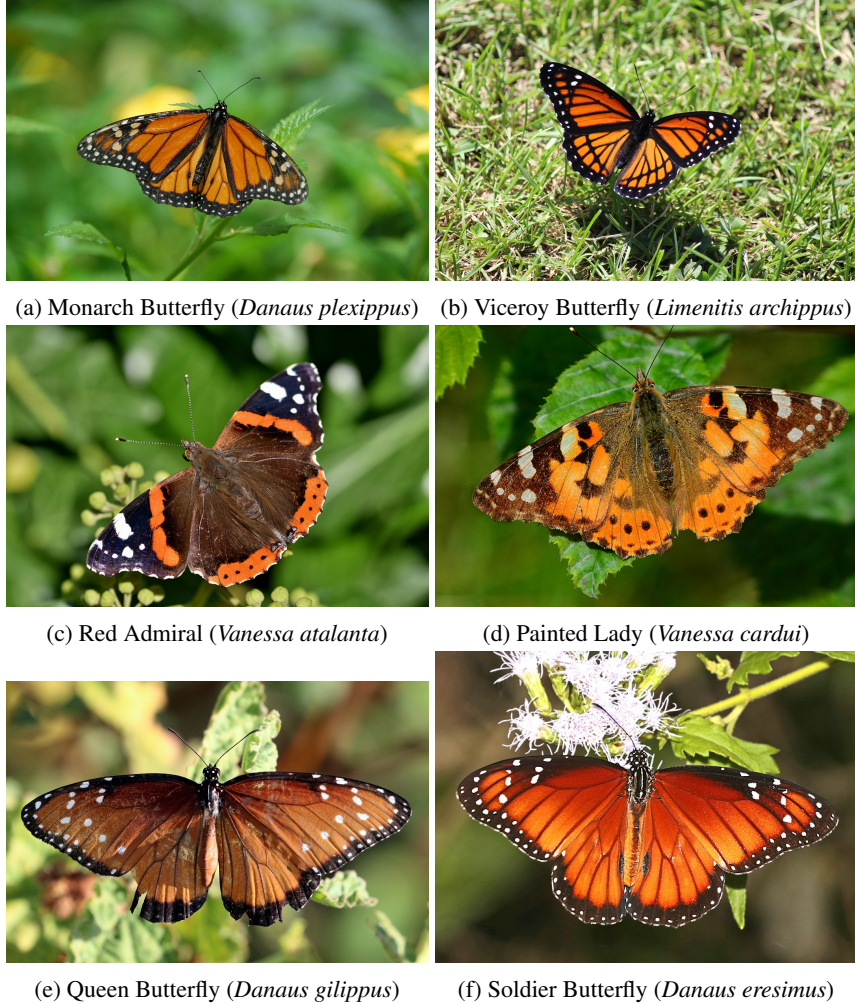 (a) Monarch Butterfly (Danaus plexippus)
(b) Viceroy Butterfly (Limenitis archippus)
(c) Red Admiral (Vanessa atalanta)
(d) Painted Lady (Vanessa cardui)
(e) Queen Butterfly (Danaus gilippus)
(f) Soldier Butterfly (Danaus eresimus)